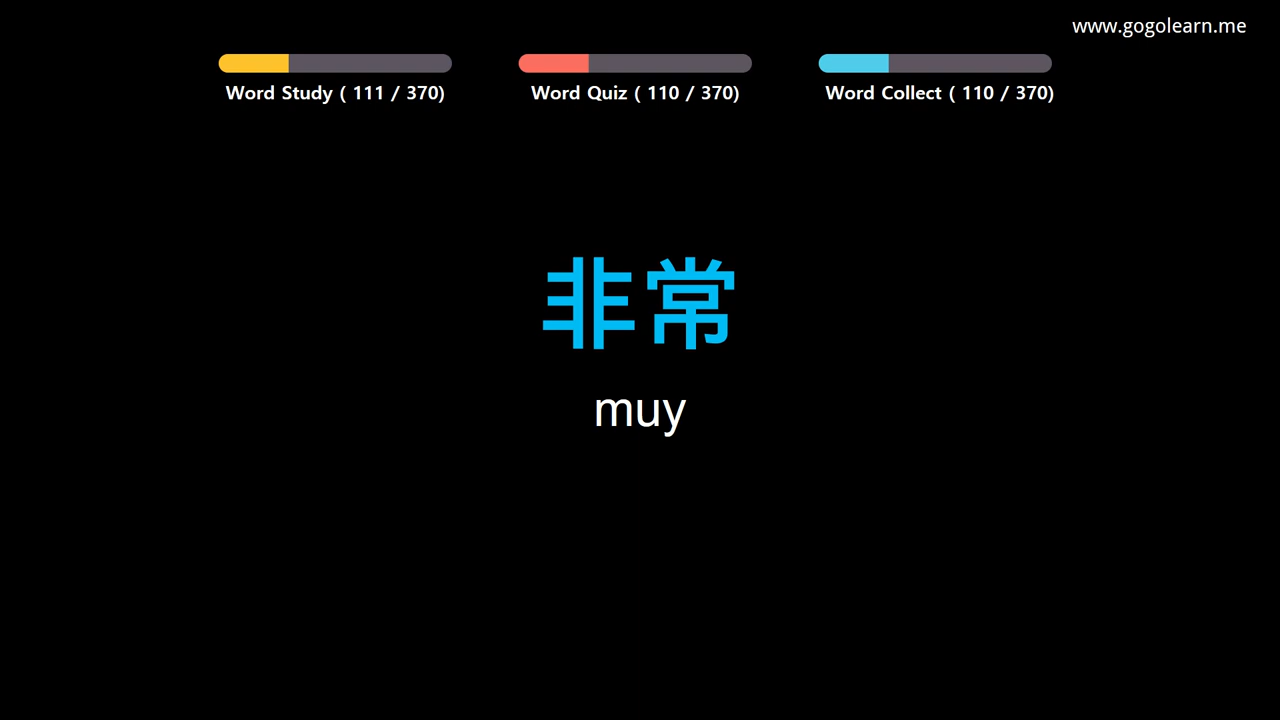 www.gogolearn.me
Word Study ( 111 / 370)
Word Quiz ( 110 / 370)
Word Collect ( 110 / 370)
非常
muy